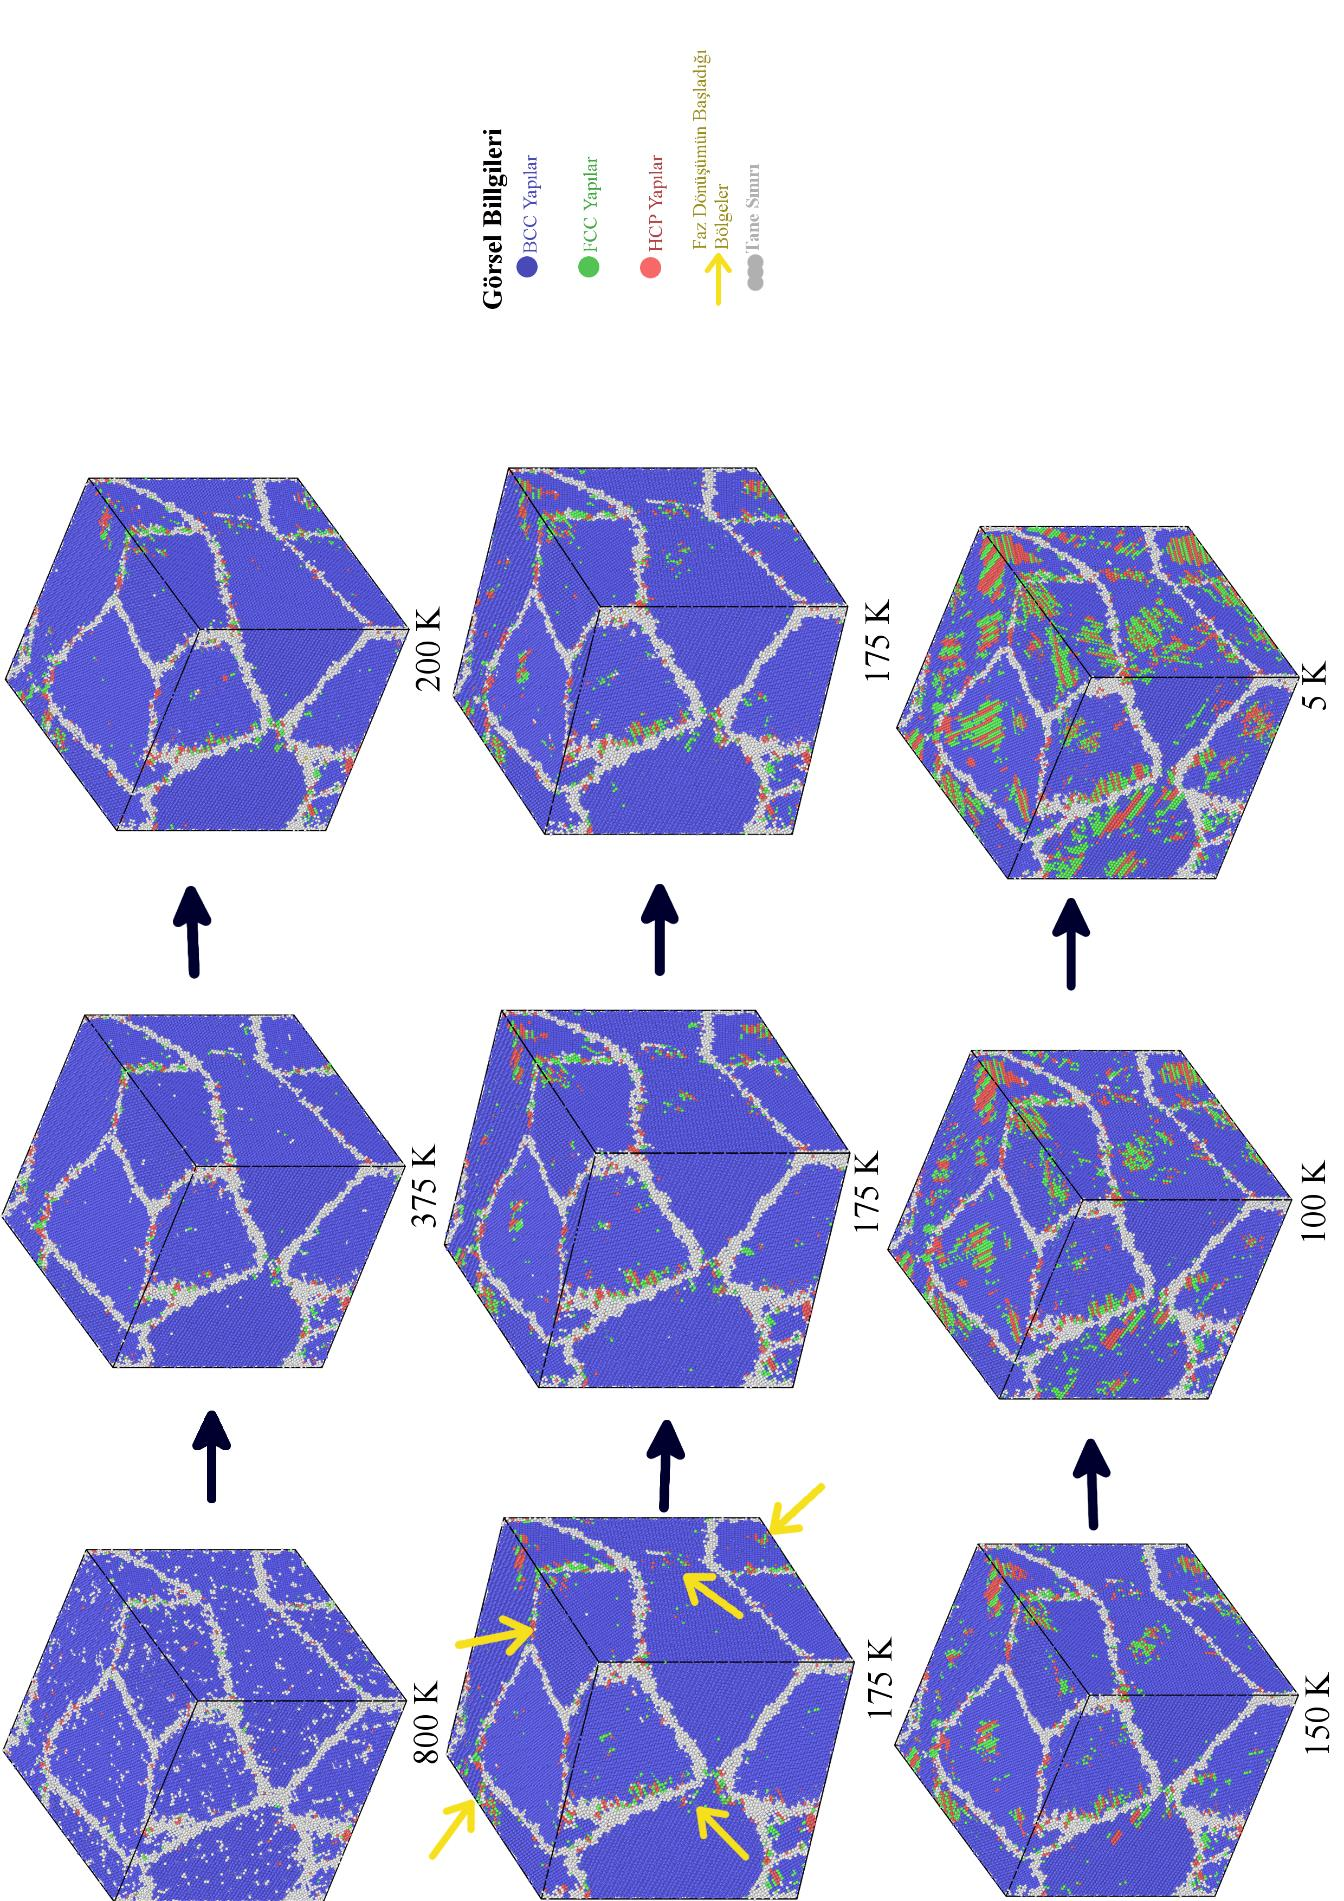 800 K
375 K
200 K
175 K
175 K
175 K
150 K
100 K
5 K
Görsel Billgileri
BCC Yapılar
FCC Yapılar
HCP Yapılar
Faz Dönüşümün Başladığı
Bölgeler
Tane Sınırı